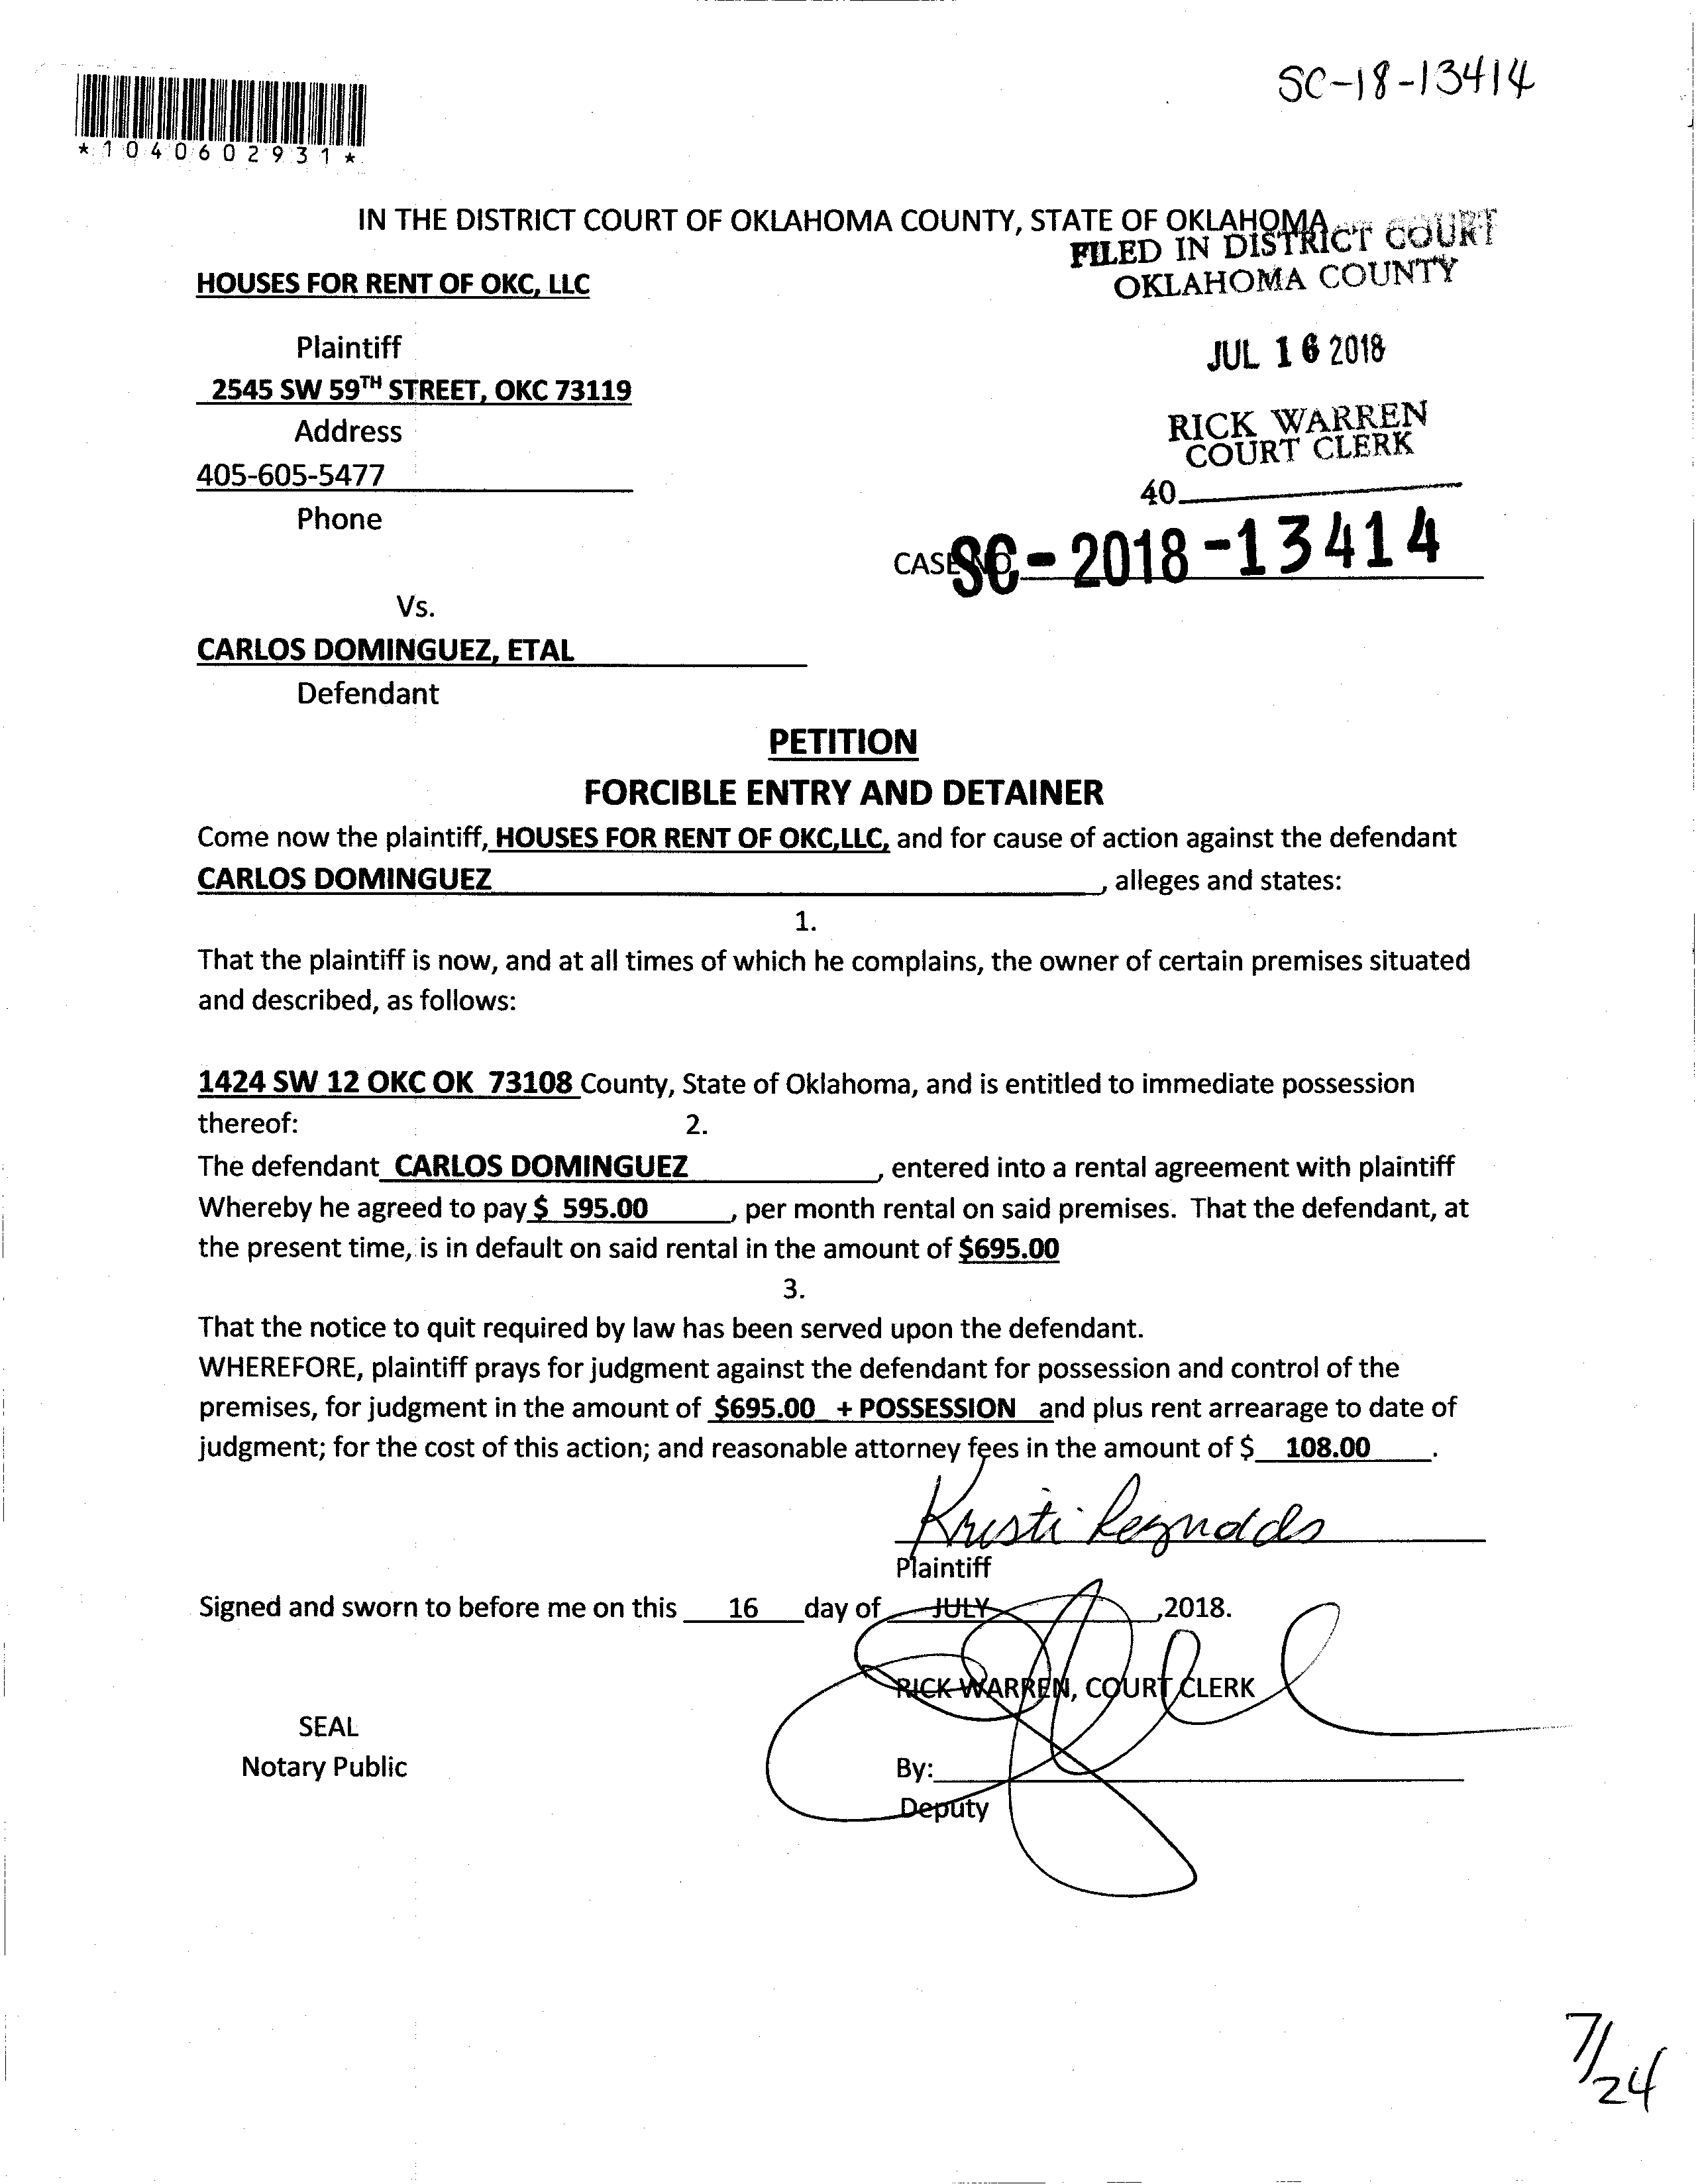 SC-18-13414
*1040602931*
IN THE DISTRICT COURT OF OKLAHOMA COUNTY, STATE OF OKLAHOMA
FILED IN DISTRICT COURT
OKLAHOMA COUNTY
HOUSES FOR RENT OF OKC, LLC
Plaintiff
JUL 16 2018
2545 SW 59TH STREET, OKC 73119
Address
RICK WARREN
COURT CLERK
405-605-5477
40
Phone
CASE NO. SC-2018-13414
Vs.
CARLOS DOMINGUEZ, ETAL
Defendant
PETITION
FORCIBLE ENTRY AND DETAINER
Come now the plaintiff, HOUSES FOR RENT OF OKC,LLC, and for cause of action against the defendant
CARLOS DOMINGUEZ, alleges and states:
1.
That the plaintiff is now, and at all times of which he complains, the owner of certain premises situated
and described, as follows:
1424 SW 12 OKC OK 73108 County, State of Oklahoma, and is entitled to immediate possession
thereof: 2.
The defendant CARLOS DOMINGUEZ, entered into a rental agreement with plaintiff
Whereby he agreed to pay $ 595.00, per month rental on said premises. That the defendant, at
the present time, is in default on said rental in the amount of $695.00
3.
That the notice to quit required by law has been served upon the defendant.
WHEREFORE, plaintiff prays for judgment against the defendant for possession and control of the
premises, for judgment in the amount of $695.00 + POSSESSION and plus rent arrearage to date of
judgment; for the cost of this action; and reasonable attorney fees in the amount of $ 108.00.
Kristi Reynolds
Plaintiff
Signed and sworn to before me on this 16 day of JULY ,2018.
RICK WARREN, COURT CLERK
SEAL
Notary Public
By:
Deputy
7/24